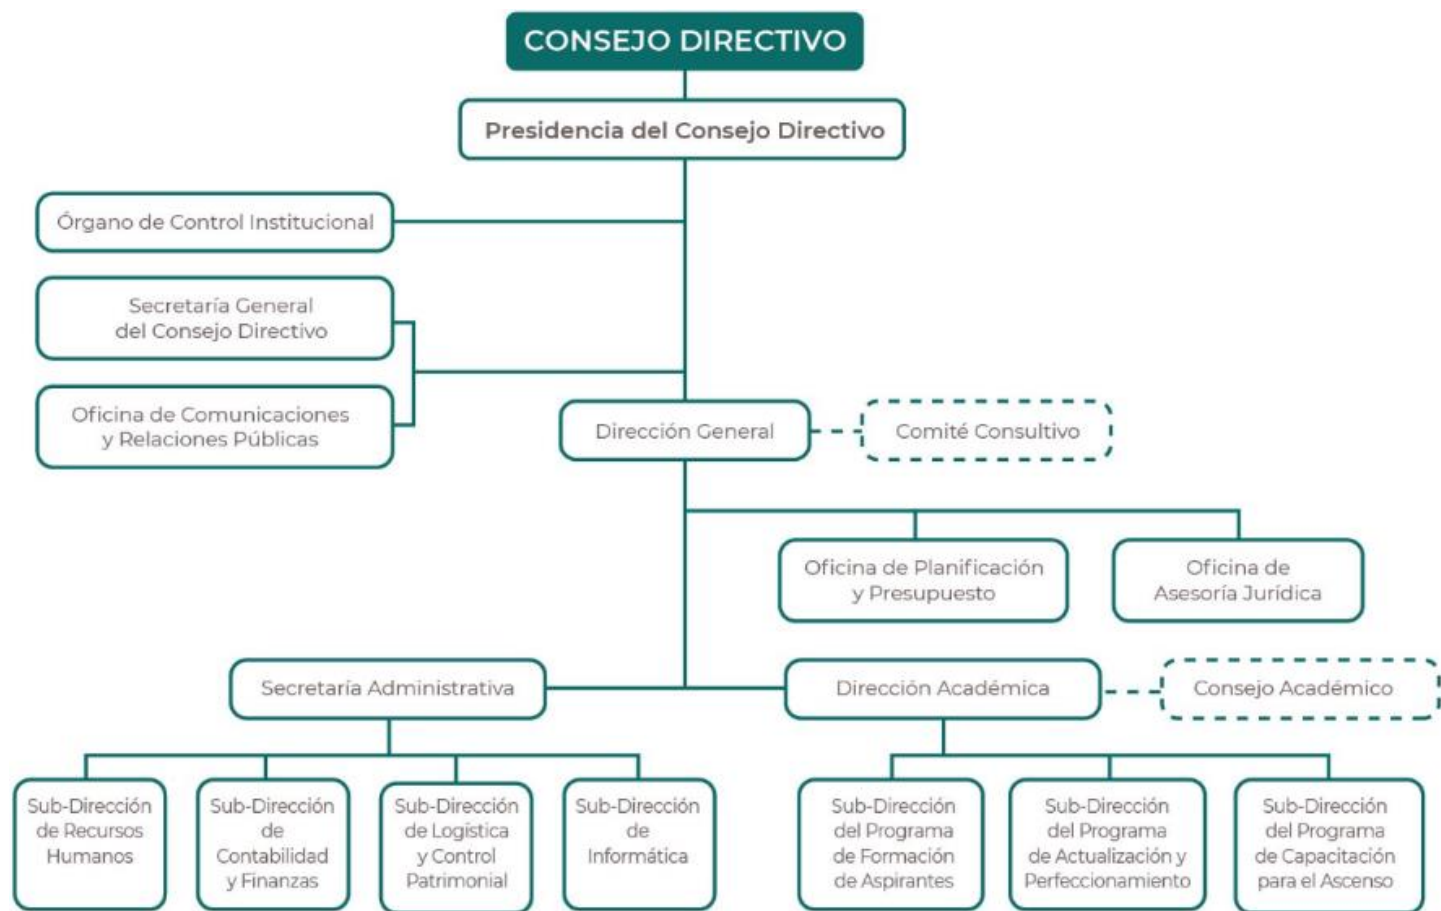 CONSEJO DIRECTIVO
Presidencia del Consejo Directivo
Órgano de Control Institucional
Secretaría General
del Consejo Directivo
Oficina de Comunicaciones
y Relaciones Públicas
Dirección General
Comité Consultivo
Oficina de Planificación
y Presupuesto
Oficina de
Asesoría Jurídica
Secretaría Administrativa
Dirección Académica
Consejo Académico
Sub-Dirección
de Recursos
Humanos
Sub-Dirección
de
Contabilidad
y Finanzas
Sub-Dirección
de Logística
y Control
Patrimonial
Sub-Dirección
de
Informática
Sub-Dirección
del Programa
de Formación
de Aspirantes
Sub-Dirección
del Programa
de Actualización y
Perfeccionamiento
Sub-Dirección
del Programa
de Capacitación
para el Ascenso